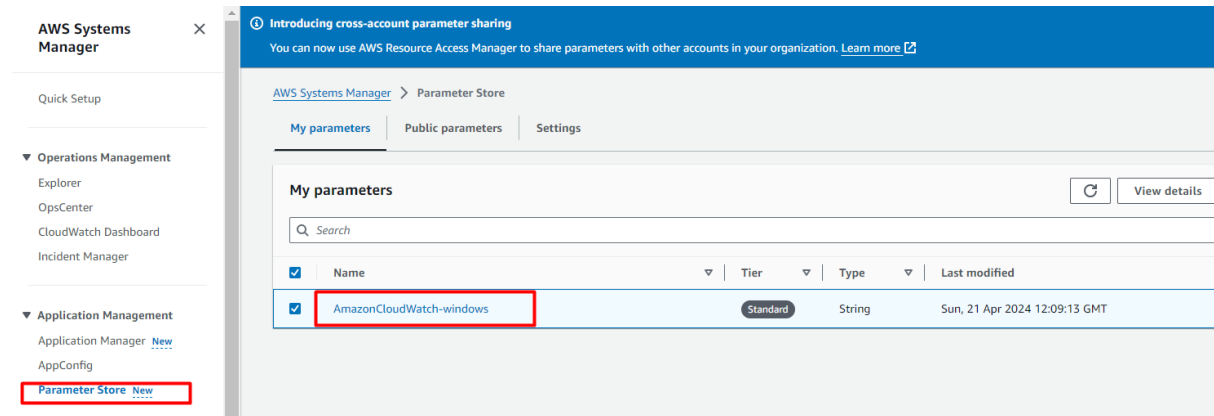 AWS Systems
Manager
Quick Setup
Operations Management
Explorer
OpsCenter
CloudWatch Dashboard
Incident Manager
Application Management
Application Manager New
AppConfig
Parameter Store New
Introducing cross-account parameter sharing
You can now use AWS Resource Access Manager to share parameters with other accounts in your organization. Learn more
AWS Systems Manager > Parameter Store
My parameters Public parameters Settings
My parameters View details
Search
Name Tier Type Last modified
AmazonCloudWatch-windows Standard String Sun, 21 Apr 2024 12:09:13 GMT